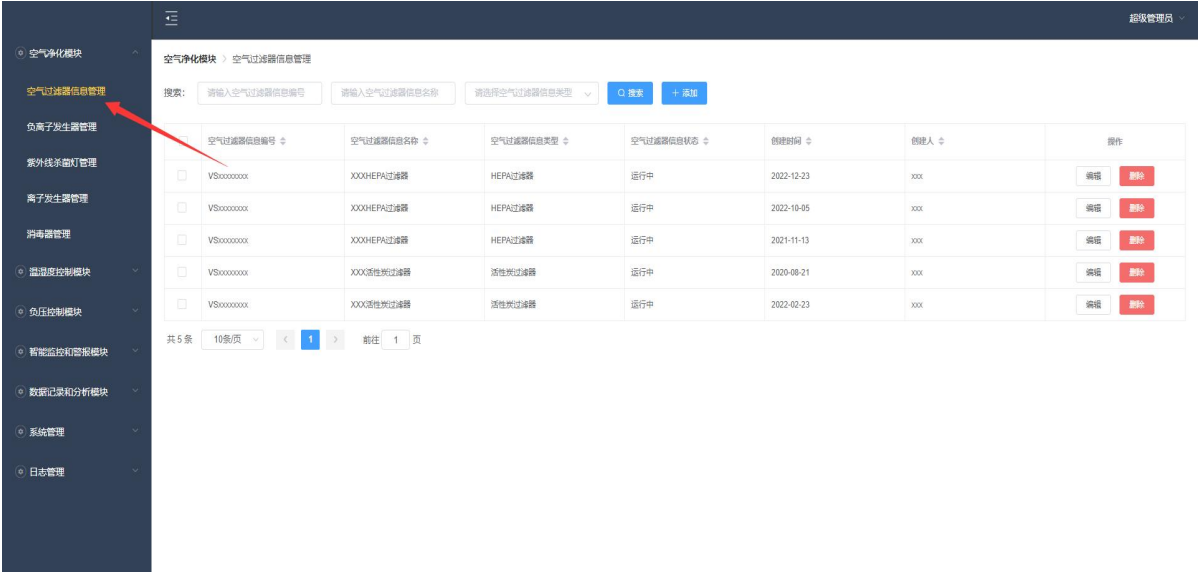 超级管理员
空气净化模块
空气过滤器信息管理
负离子发生器管理
紫外线杀菌灯管理
离子发生器管理
消毒器管理
温湿度控制模块
负压控制模块
智能监控和警报模块
数据记录和分析模块
系统管理
日志管理
空气净化模块 > 空气过滤器信息管理
搜索: 请输入空气过滤器信息编号 请输入空气过滤器信息名称 请选择空气过滤器信息类型 搜索 + 添加
空气过滤器信息编号 空气过滤器信息名称 空气过滤器信息类型 空气过滤器信息状态 创建时间 创建人 操作
VSxxxxxxxx XXXHEPA过滤器 HEPA过滤器 运行中 2022-12-23 xxx 编辑 删除
VSxxxxxxxx XXXHEPA过滤器 HEPA过滤器 运行中 2022-10-05 xxx 编辑 删除
VSxxxxxxxx XXXHEPA过滤器 HEPA过滤器 运行中 2021-11-13 xxx 编辑 删除
VSxxxxxxxx XXX活性炭过滤器 活性炭过滤器 运行中 2020-08-21 xxx 编辑 删除
VSxxxxxxxx XXX活性炭过滤器 活性炭过滤器 运行中 2022-02-23 xxx 编辑 删除
共 5 条 10条/页 < 1 > 前往 1 页